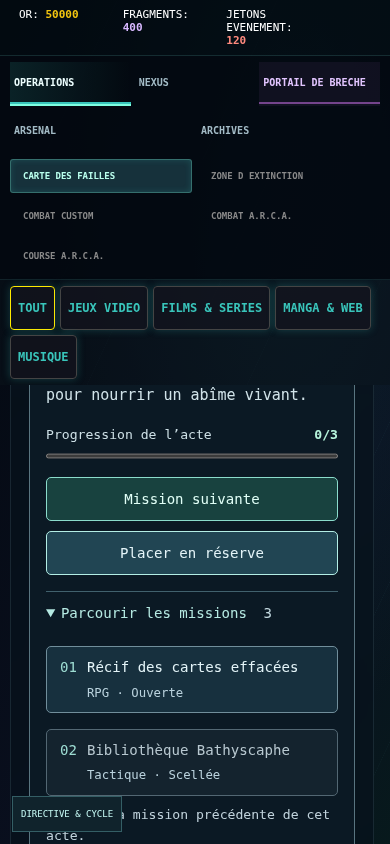 OR: 50000
FRAGMENTS: 400
JETONS EVENEMENT: 120
OPERATIONS
NEXUS
PORTAIL DE BRECHE
ARSENAL
ARCHIVES
CARTE DES FAILLES
ZONE D EXTINCTION
COMBAT CUSTOM
COMBAT A.R.C.A.
COURSE A.R.C.A.
TOUT
JEUX VIDEO
FILMS & SERIES
MANGA & WEB
MUSIQUE
pour nourrir un abîme vivant.
Progression de l’acte 0/3
Mission suivante
Placer en réserve
▼ Parcourir les missions 3
01 Récif des cartes effacées
RPG · Ouverte
02 Bibliothèque Bathyscaphe
Tactique · Scellée
a mission précédente de cet
acte.
DIRECTIVE & CYCLE